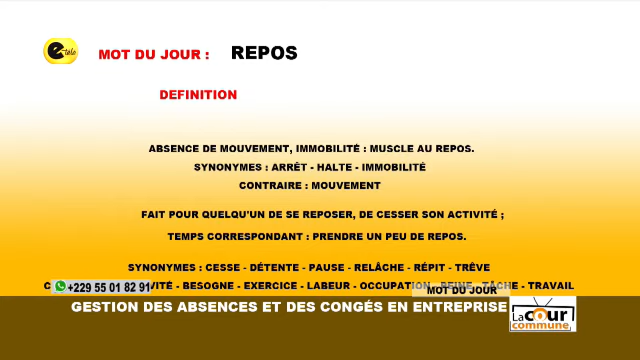 e-télé
MOT DU JOUR : REPOS
DEFINITION
ABSENCE DE MOUVEMENT, IMMOBILITÉ : MUSCLE AU REPOS.
SYNONYMES : ARRÊT - HALTE - IMMOBILITÉ
CONTRAIRE : MOUVEMENT
FAIT POUR QUELQU'UN DE SE REPOSER, DE CESSER SON ACTIVITÉ ;
TEMPS CORRESPONDANT : PRENDRE UN PEU DE REPOS.
SYNONYMES : CESSE - DÉTENTE - PAUSE - RELÂCHE - RÉPIT - TRÊVE
- BESOGNE - EXERCICE - LABEUR - OCCUPATION - PEINE - TÂCHE - TRAVAIL
+229 55 01 82 91
MOT DU JOUR
GESTION DES ABSENCES ET DES CONGÉS EN ENTREPRISE
La cour
commune,